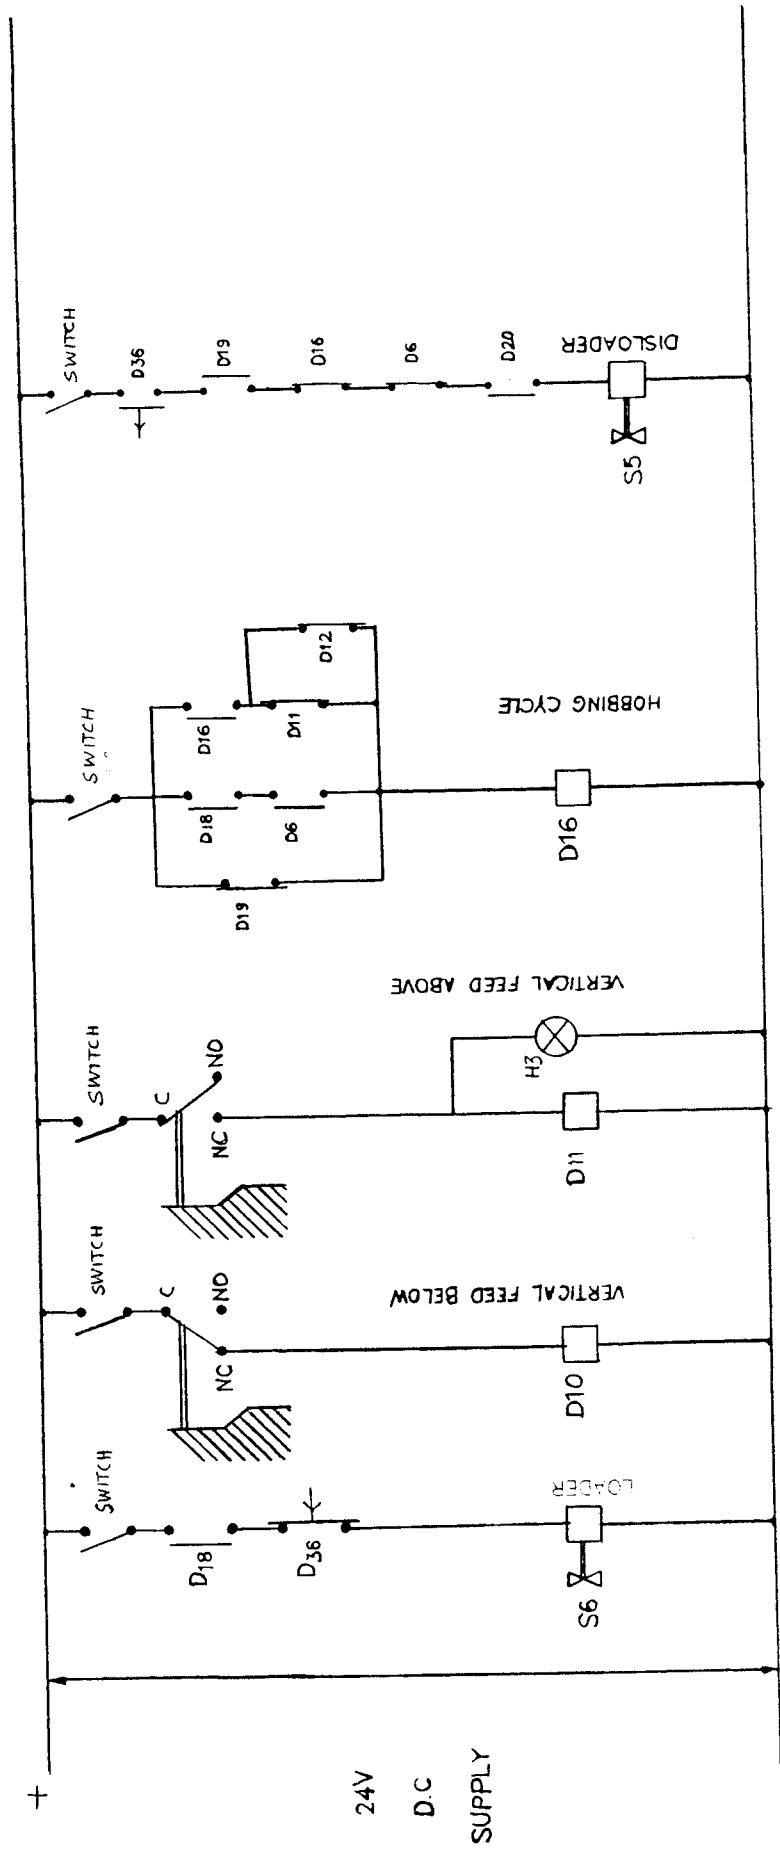 +
24V
D.C
SUPPLY
SWITCH
D18
D36
S6
LOADER
SWITCH
C
NC
NO
D10
VERTICAL FEED BELOW
SWITCH
C
NC
NO
D11
H3
VERTICAL FEED ABOVE
SWITCH
D19
D18
D6
D16
D11
D12
D16
HOBBING CYCLE
SWITCH
D36
D19
D16
D6
D20
S5
DISLOADER